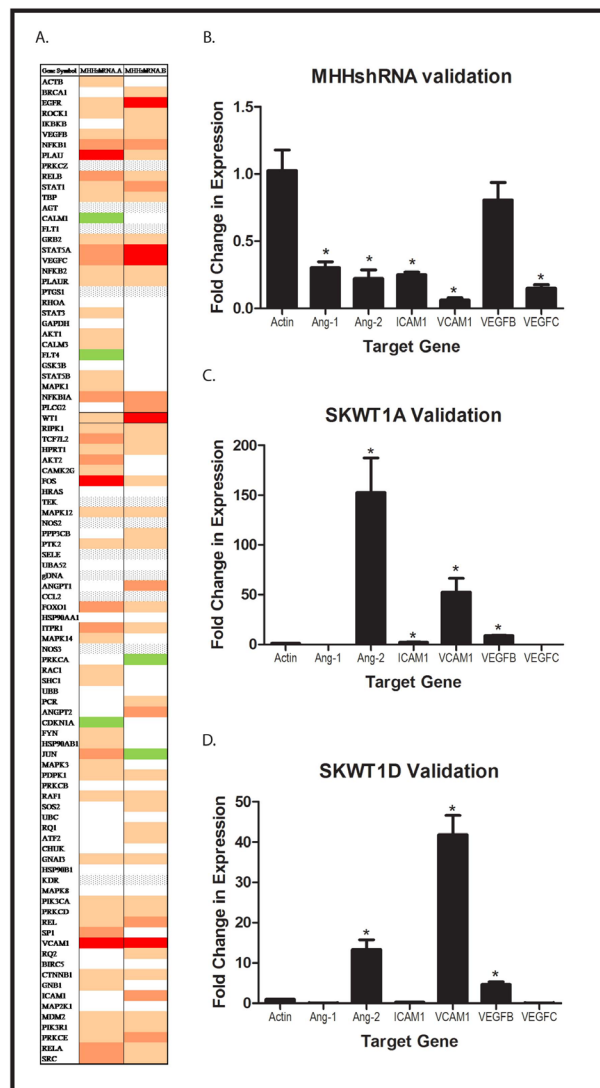 A.
Gene Symbol MHHshRNA.A MHHshRNA.B
ACTB
BRCA1
EGFR
ROCK1
IKBKB
VEGFB
NFKB1
PLAU
PRKCZ
RELB
STAT1
TBP
AGT
CALM1
FLT1
GRB2
STAT5A
VEGFC
NFKB2
PLAUR
PTGS1
RHOA
STAT3
GAPDH
AKT1
CALM3
FLT4
GSK3B
STAT5B
MAPK1
NFKBIA
PLCG2
WT1
RIPK1
TCF7L2
HPRT1
AKT2
CAMK2G
FOS
HRAS
TEK
MAPK12
NOS2
PPP3CB
PTK2
SELE
UBA52
gDNA
ANGPT1
CCL2
FOXO1
HSP90AA1
ITPR1
MAPK14
NOS3
PRKCA
RAC1
SHC1
UBB
PCR
ANGPT2
CDKN1A
FYN
HSP90AB1
JUN
MAPK3
PDPK1
PRKCB
RAF1
SOS2
UBC
RQ1
ATF2
CHUK
GNAI3
HSP90B1
KDR
MAPK8
PIK3CA
PRKCD
REL
SP1
VCAM1
RQ2
BIRC5
CTNNB1
GNB1
ICAM1
MAP2K1
MDM2
PIK3R1
PRKCE
RELA
SRC
B.
MHHshRNA validation
Fold Change in Expression
1.5
1.0
0.5
0.0
* * * * *
Actin Ang-1 Ang-2 ICAM1 VCAM1 VEGFB VEGFC
Target Gene
C.
SKWT1A Validation
Fold Change in Expression
200
150
100
50
0
* * * *
Actin Ang-1 Ang-2 ICAM1 VCAM1 VEGFB VEGFC
Target Gene
D.
SKWT1D Validation
Fold Change in Expression
50
40
30
20
10
0
* * *
Actin Ang-1 Ang-2 ICAM1 VCAM1 VEGFB VEGFC
Target Gene